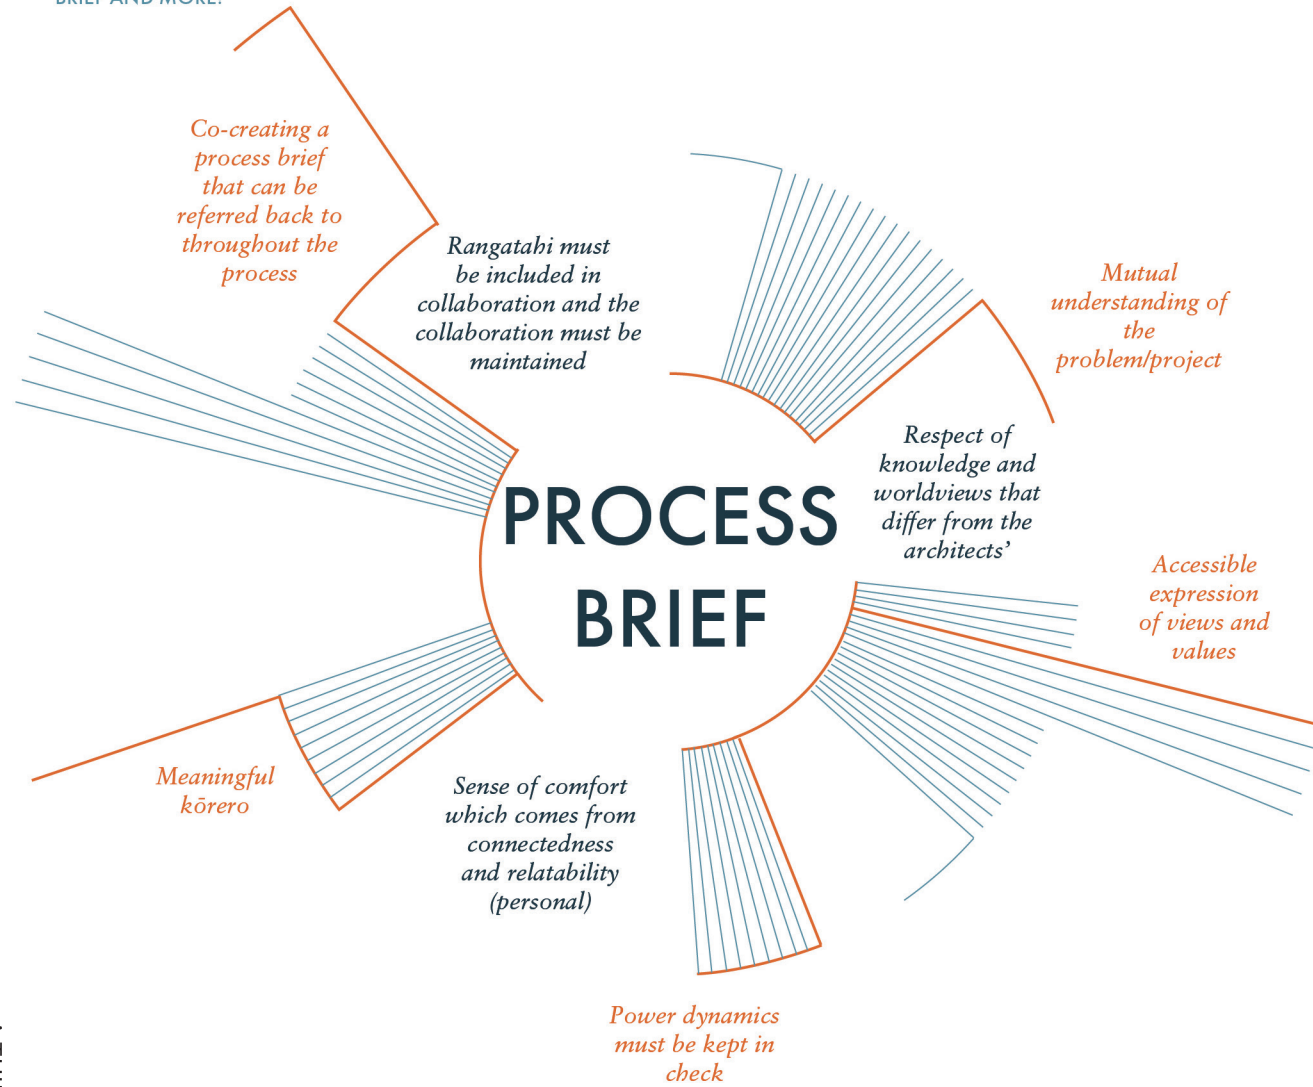 BRIEF AND MORE.
Co-creating a
process brief
that can be
referred back to
throughout the
process
Rangatahi must
be included in
collaboration and the
collaboration must be
maintained
Mutual
understanding of
the
problem/project
Respect of
knowledge and
worldviews that
differ from the
architects’
PROCESS
BRIEF
Accessible
expression
of views and
values
Meaningful
kōrero
Sense of comfort
which comes from
connectedness
and relatability
(personal)
Power dynamics
must be kept in
check